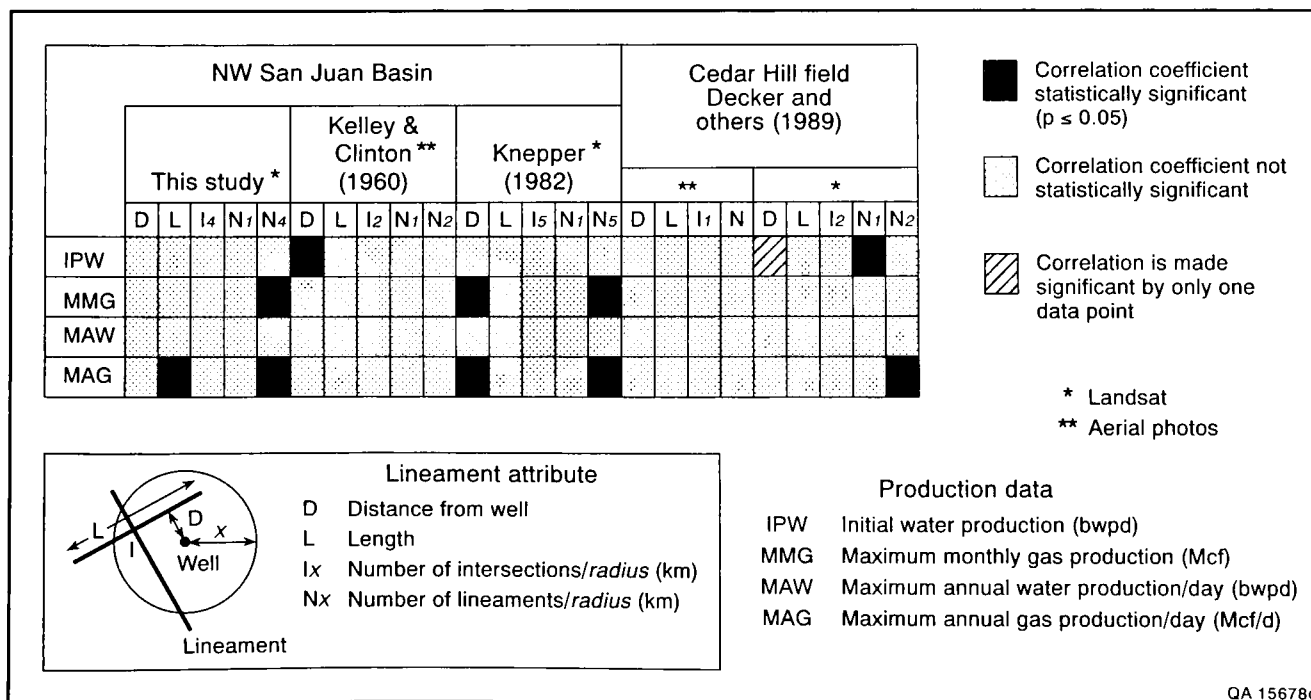 NW San Juan Basin
Cedar Hill field
Decker and
others (1989)
This study *
Kelley &
Clinton **
(1960)
Knepper *
(1982)
** *
D L I4 N1 N4 D L I2 N1 N2 D L I5 N1 N5 D L I1 N D L I2 N1 N2
IPW
MMG
MAW
MAG
Correlation coefficient
statistically significant
(p ≤ 0.05)
Correlation coefficient not
statistically significant
Correlation is made
significant by only one
data point
* Landsat
** Aerial photos
L
D
x
I
Well
Lineament
Lineament attribute
D Distance from well
L Length
Ix Number of intersections/radius (km)
Nx Number of lineaments/radius (km)
Production data
IPW Initial water production (bwpd)
MMG Maximum monthly gas production (Mcf)
MAW Maximum annual water production/day (bwpd)
MAG Maximum annual gas production/day (Mcf/d)
QA 15678c